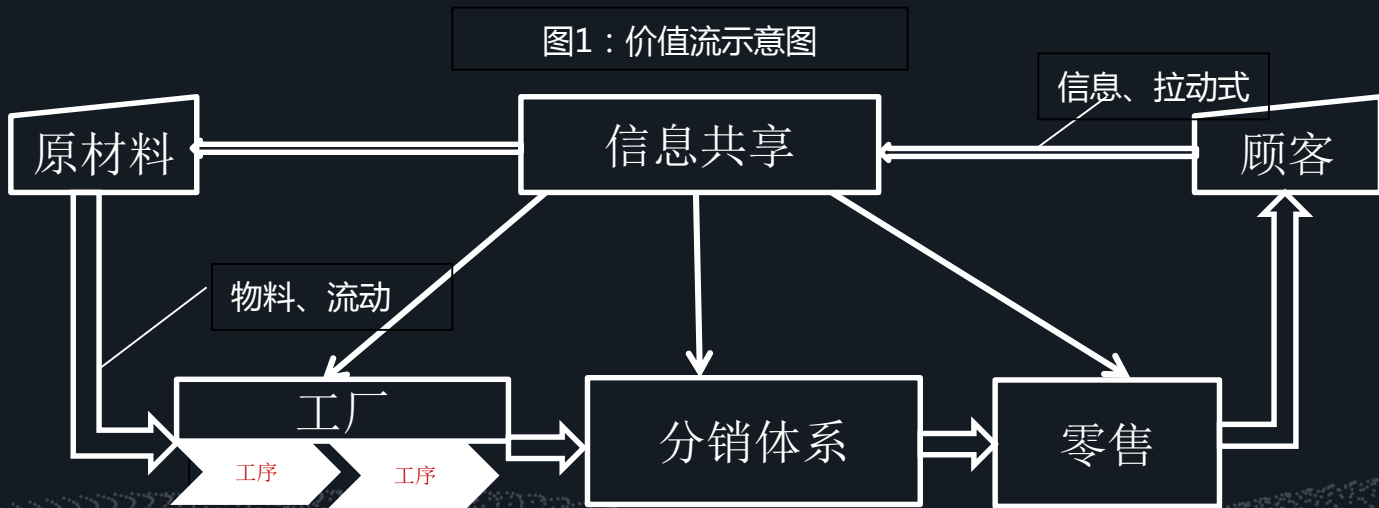 图1：价值流示意图
信息、拉动式
原材料
信息共享
顾客
物料、流动
工厂
分销体系
零售
工序
工序